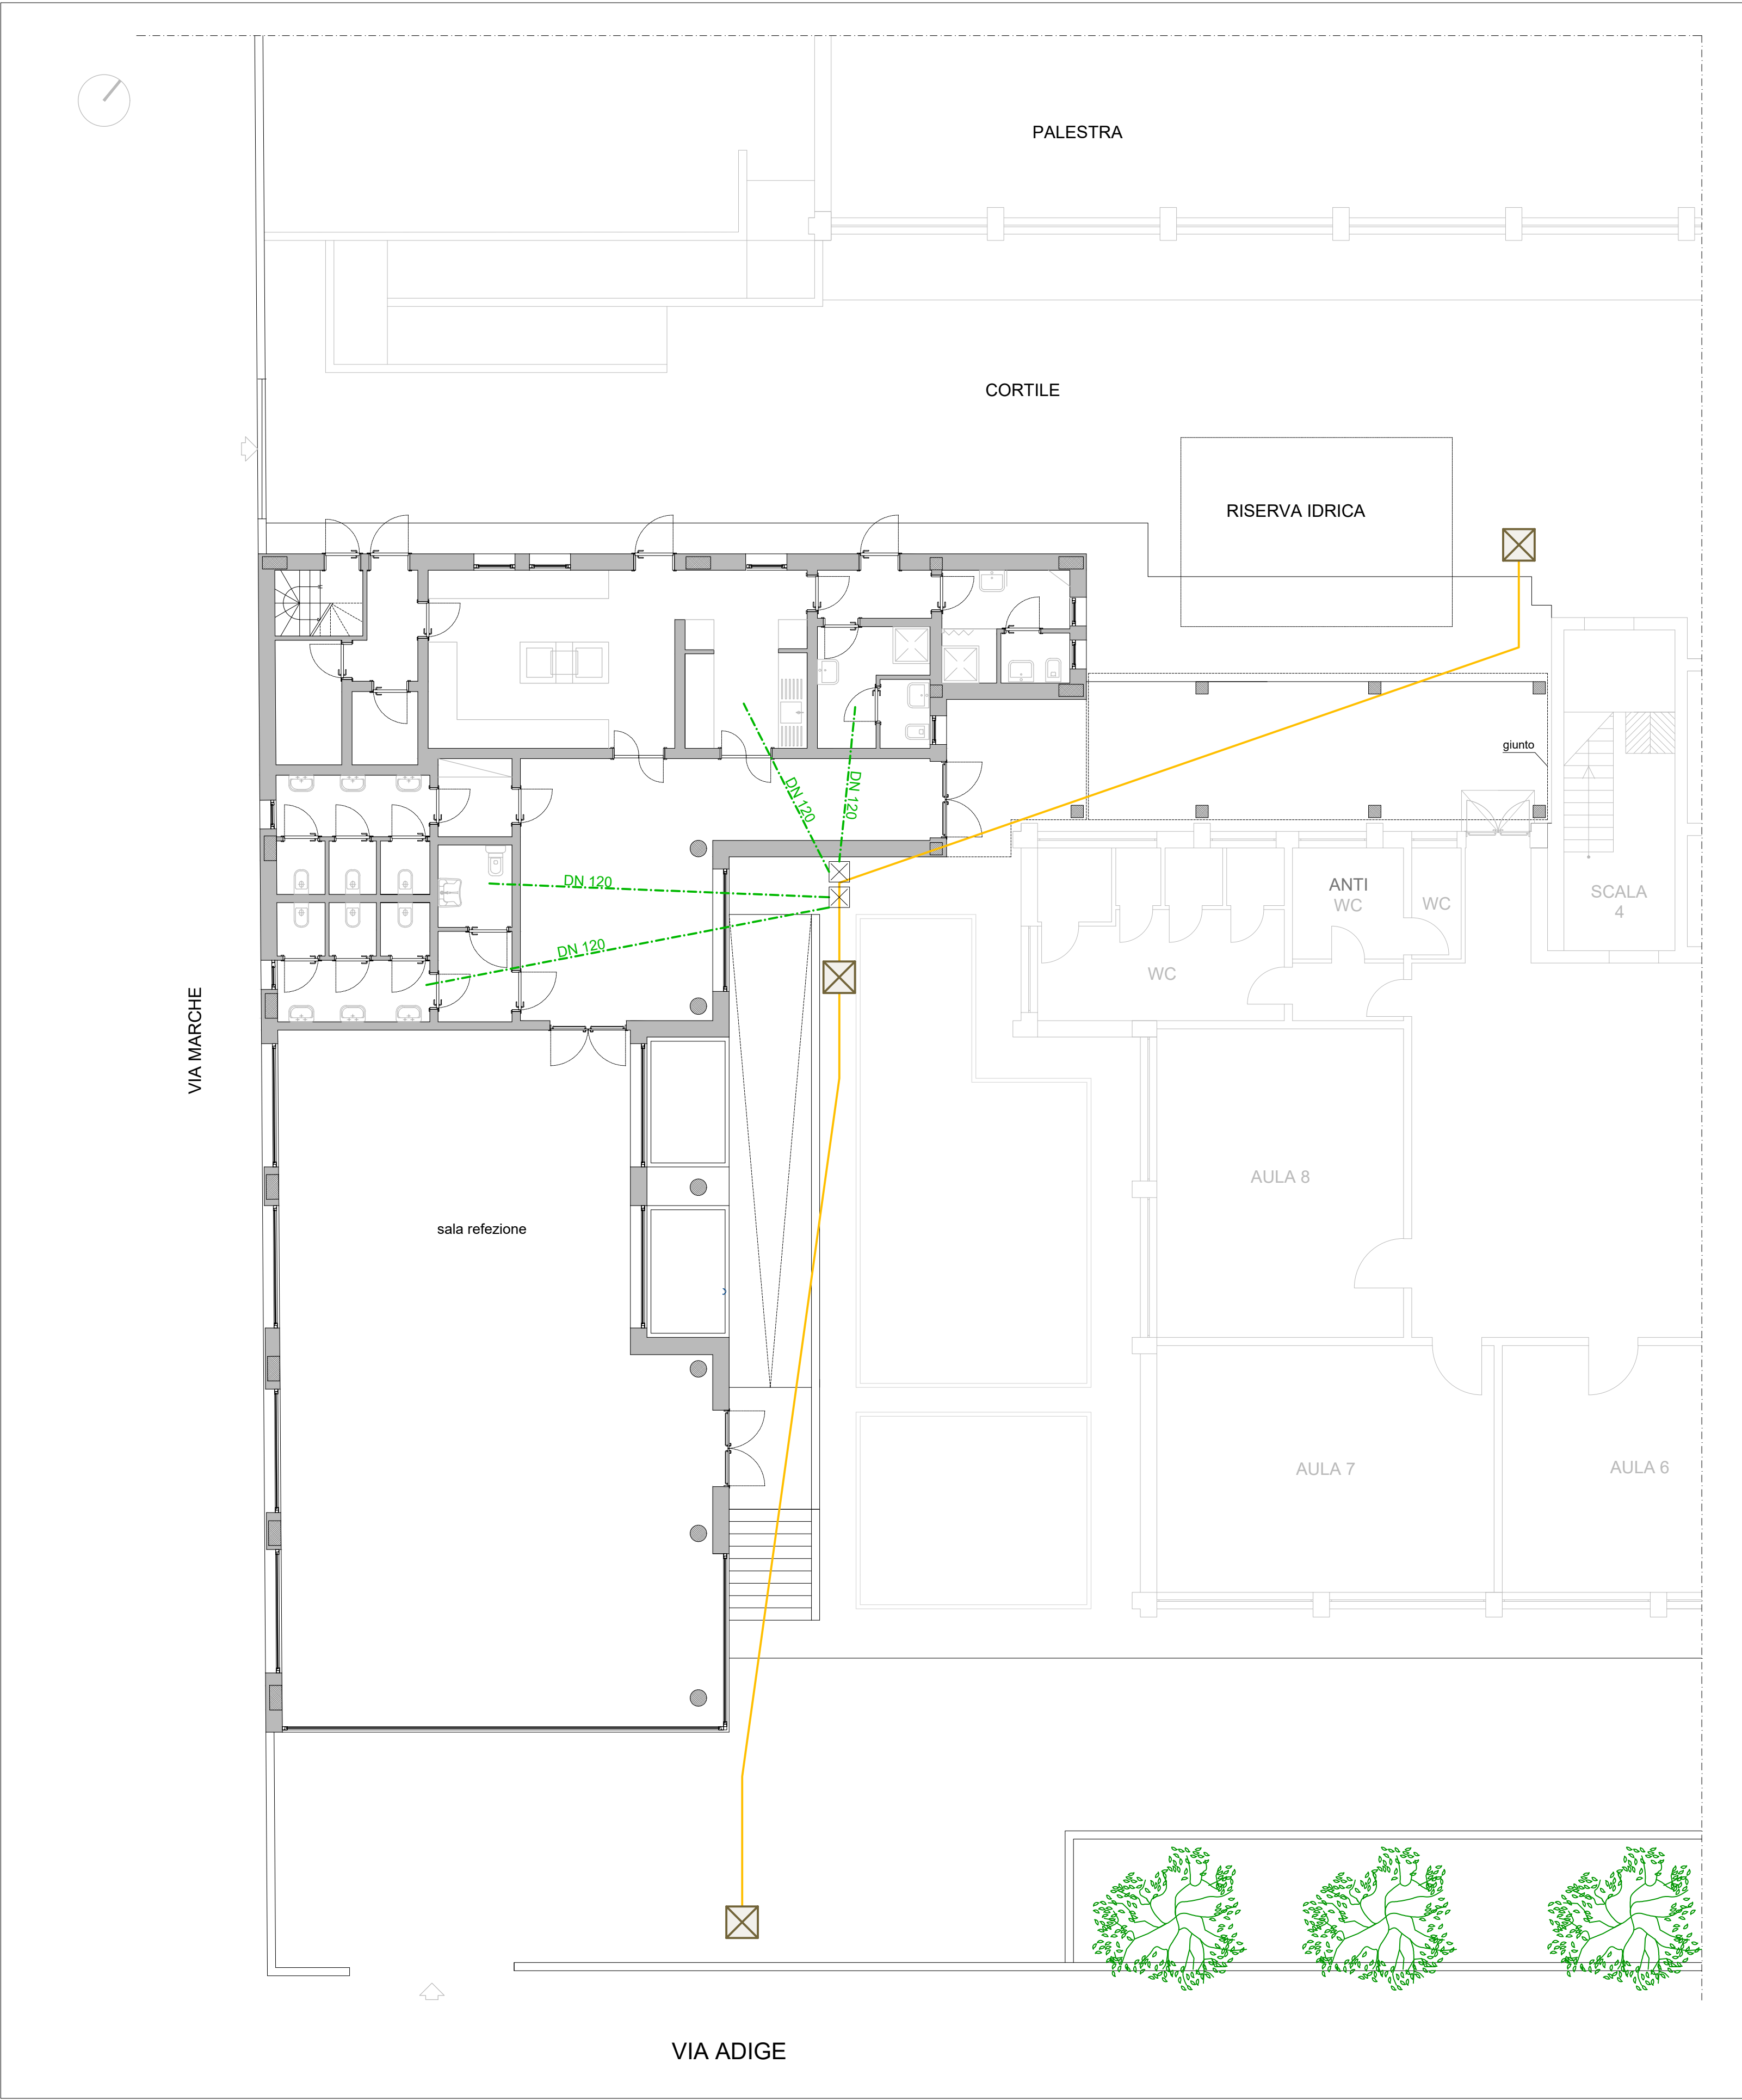 PALESTRA
CORTILE
RISERVA IDRICA
giunto
DN 120
DN 120
DN 120
DN 120
ANTI
WC
WC
SCALA
4
WC
VIA MARCHE
AULA 8
sala refezione
AULA 7
AULA 6
VIA ADIGE